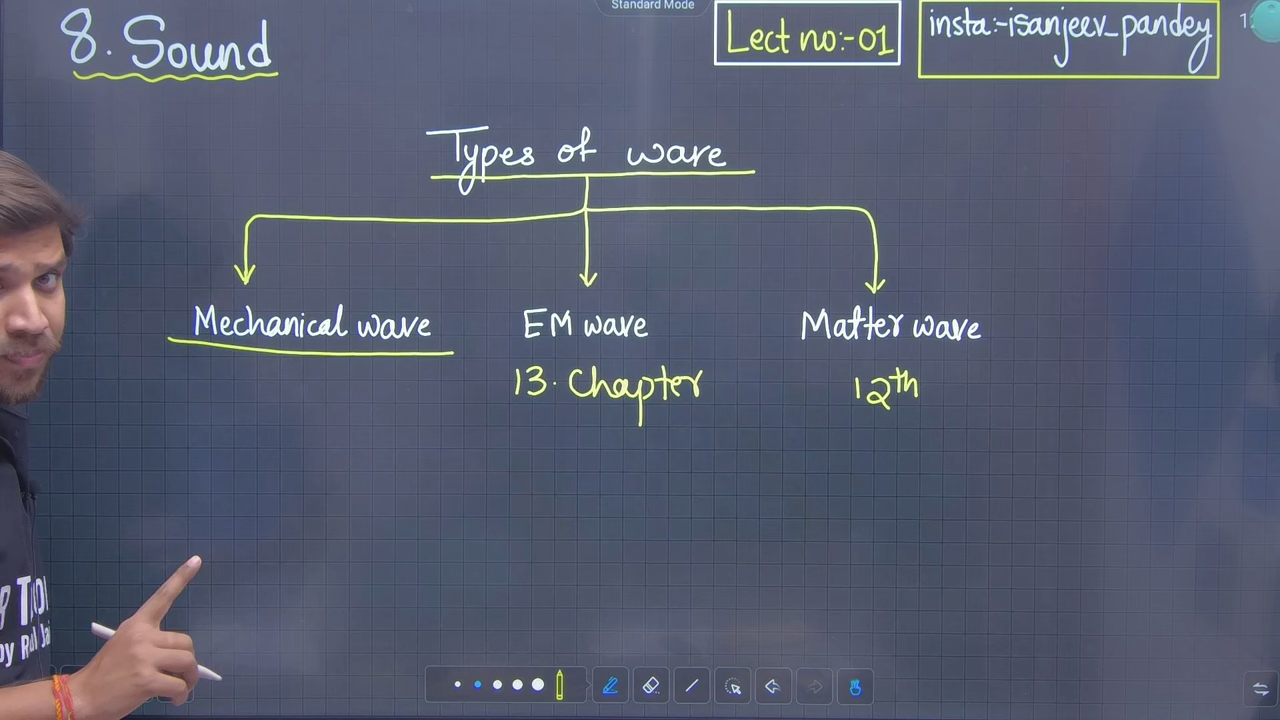 Standard Mode
8. Sound
Lect no:-01
insta:-isanjeev_pandey
Types of wave
Mechanical wave
EM wave
Matter wave
13. Chapter
12th